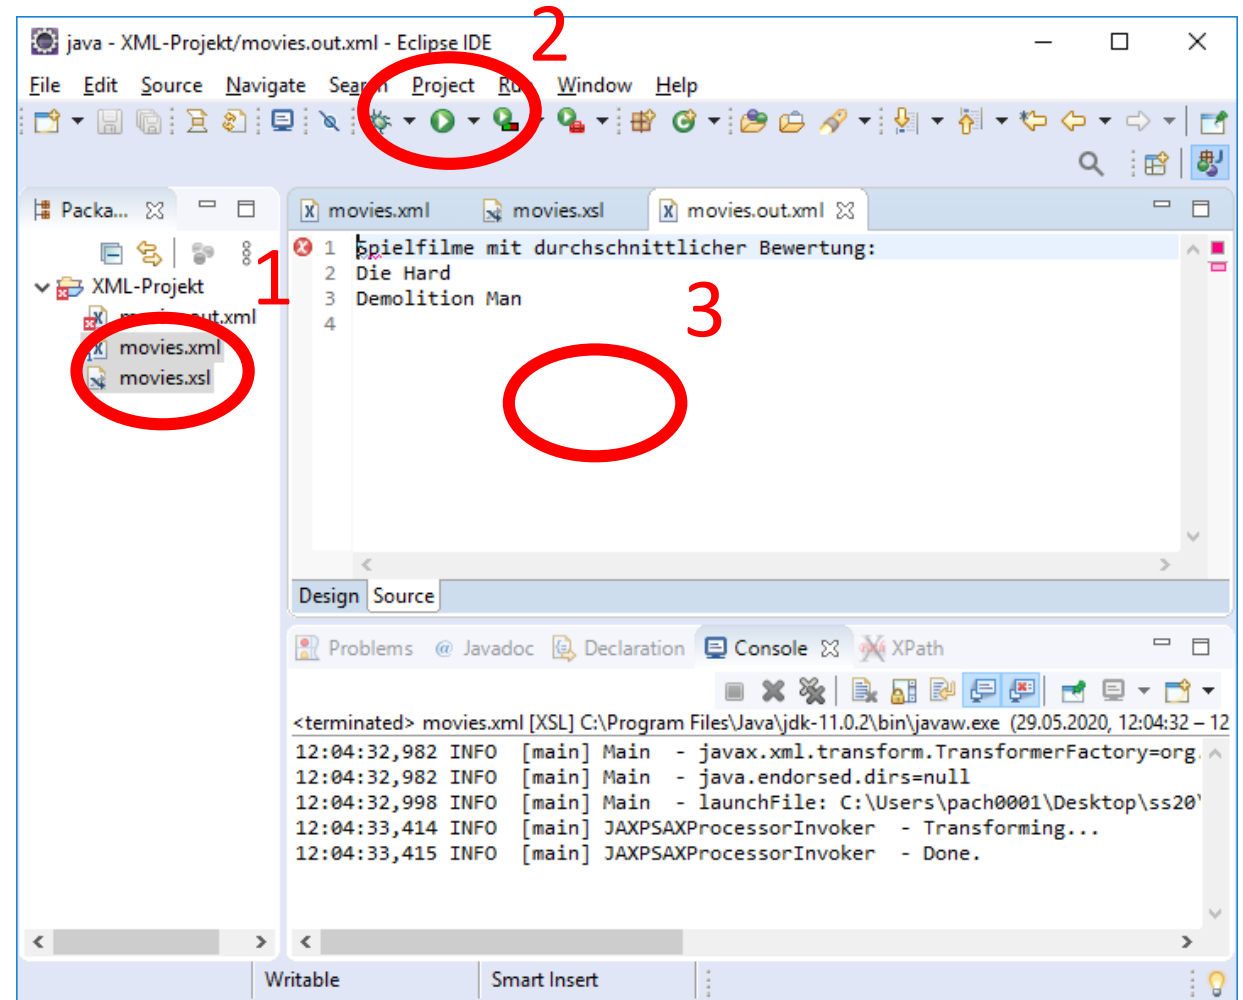 java - XML-Projekt/movies.out.xml - Eclipse IDE
2
File Edit Source Navigate Search Project Run Window Help
Packa...
movies.xml
movies.xsl
movies.out.xml
1
XML-Projekt
movies.xml
movies.xsl
1 Spielfilme mit durchschnittlicher Bewertung:
2 Die Hard
3 Demolition Man
4
3
Design Source
Problems @ Javadoc Declaration Console XPath
<terminated> movies.xml [XSL] C:\Program Files\Java\jdk-11.0.2\bin\javaw.exe (29.05.2020, 12:04:32 – 12
12:04:32,982 INFO [main] Main - javax.xml.transform.TransformerFactory=org.
12:04:32,982 INFO [main] Main - java.endorsed.dirs=null
12:04:32,998 INFO [main] Main - launchFile: C:\Users\pach0001\Desktop\ss20\
12:04:33,414 INFO [main] JAXPSAXProcessorInvoker - Transforming...
12:04:33,415 INFO [main] JAXPSAXProcessorInvoker - Done.
Writable Smart Insert